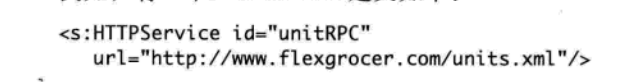 <s:HTTPService id="unitRPC"
url="http://www.flexgrocer.com/units.xml"/>